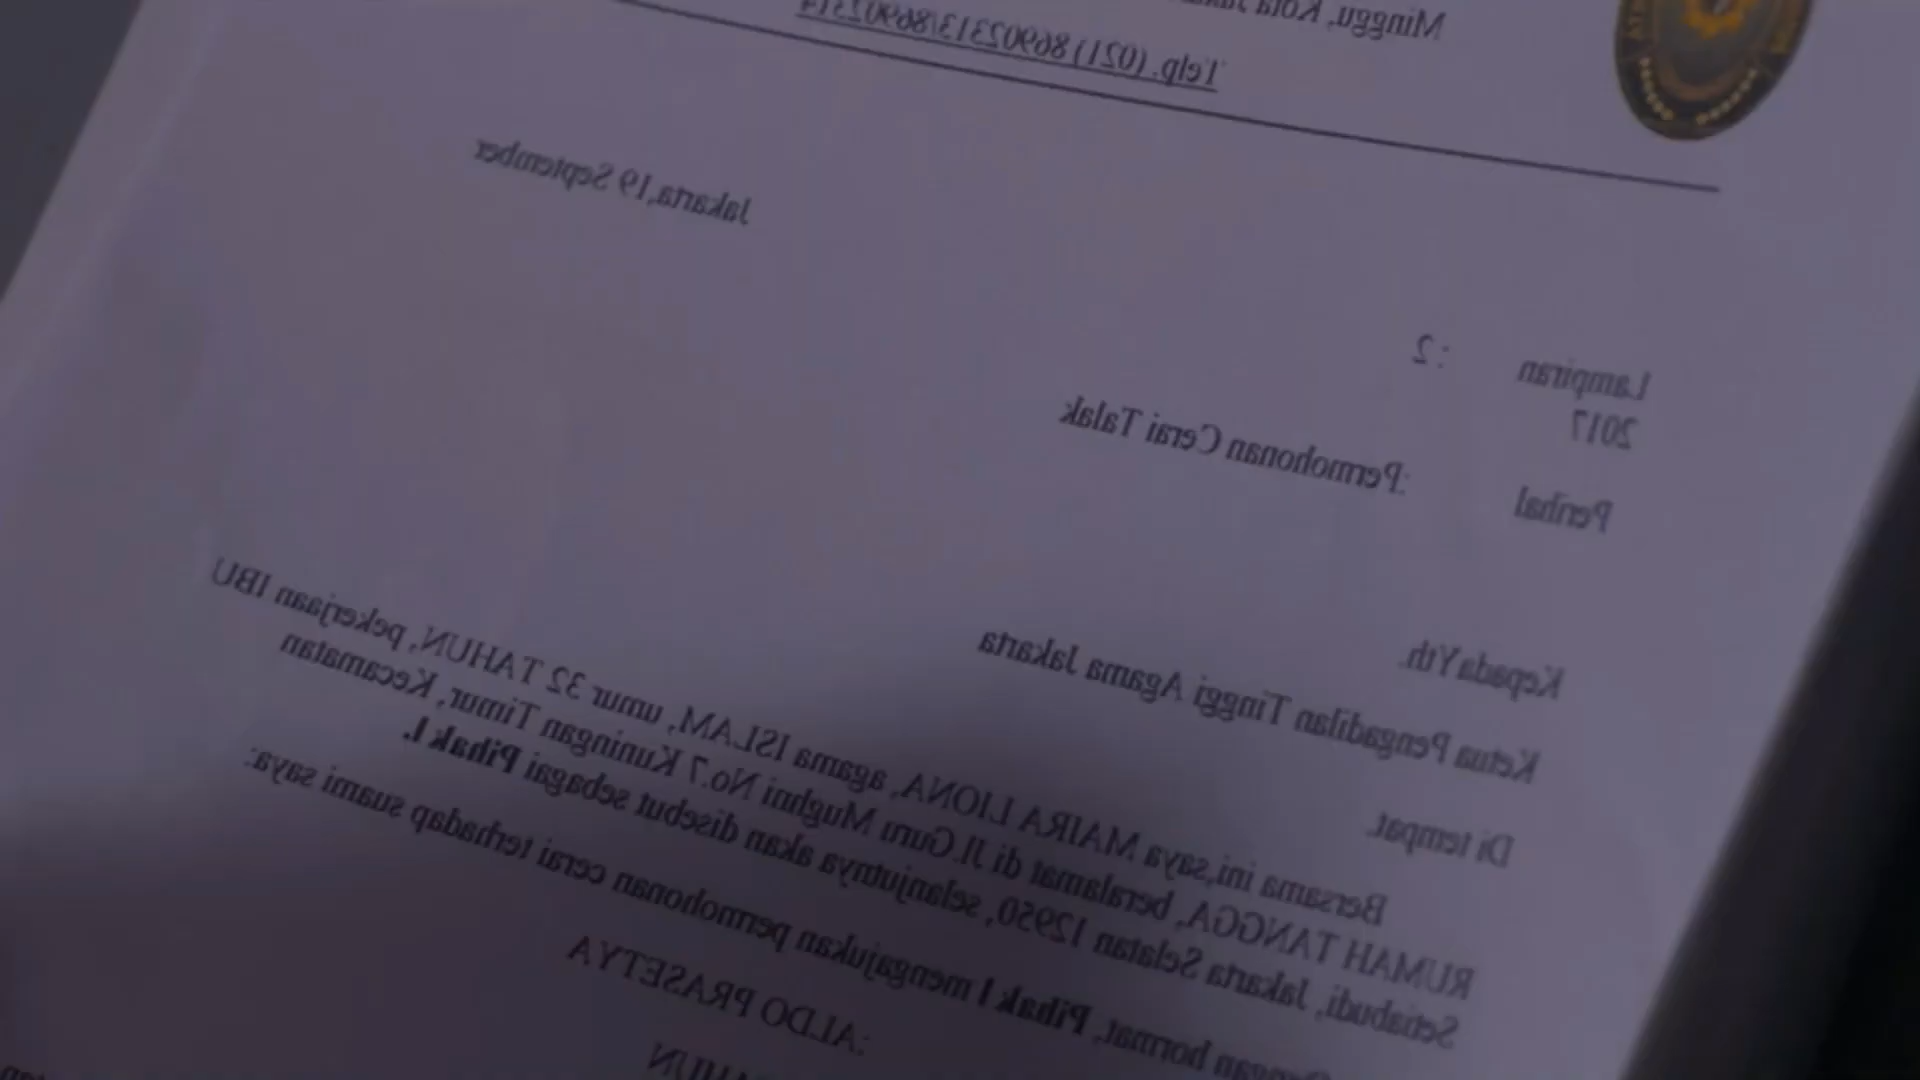 Minggu, Kota
Telp. (021) 86902313/86902314
Jakarta,19 September
Lampiran : 2
2017
Perihal :Permohonan Cerai Talak
KepadaYth.
Ketua Pengadilan Tinggi Agama Jakarta
Di tempat.
Bersama ini,saya MAIRA LIONA, agama ISLAM, umur 32 TAHUN, pekerjaan IBU
RUMAH TANGGA, beralamat di Jl.Guru Mughni No.7 Kuningan Timur, Kecamatan
Setiabudi, Jakarta Selatan 12950, selanjutnya akan disebut sebagai Pihak I.
Dengan hormat, Pihak I mengajukan permohonan cerai terhadap suami saya:
:ALDO PRASETYA